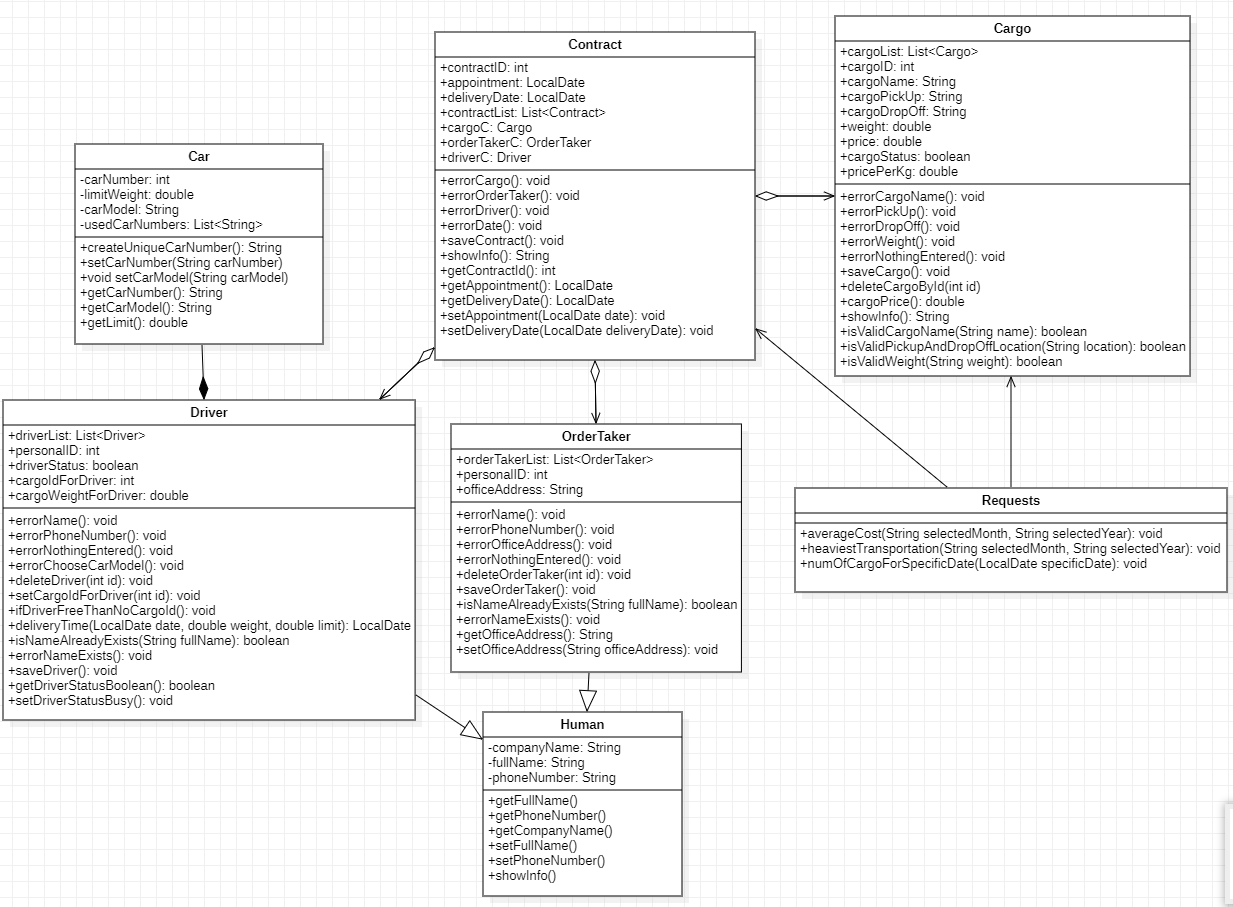 Contract
+contractID: int
+appointment: LocalDate
+deliveryDate: LocalDate
+contractList: List<Contract>
+cargoC: Cargo
+orderTakerC: OrderTaker
+driverC: Driver
+errorCargo(): void
+errorOrderTaker(): void
+errorDriver(): void
+errorDate(): void
+saveContract(): void
+showInfo(): String
+getContractId(): int
+getAppointment(): LocalDate
+getDeliveryDate(): LocalDate
+setAppointment(LocalDate date): void
+setDeliveryDate(LocalDate deliveryDate): void
Cargo
+cargoList: List<Cargo>
+cargoID: int
+cargoName: String
+cargoPickUp: String
+cargoDropOff: String
+weight: double
+price: double
+cargoStatus: boolean
+pricePerKg: double
+errorCargoName(): void
+errorPickUp(): void
+errorDropOff(): void
+errorWeight(): void
+errorNothingEntered(): void
+saveCargo(): void
+deleteCargoById(int id)
+cargoPrice(): double
+showInfo(): String
+isValidCargoName(String name): boolean
+isValidPickupAndDropOffLocation(String location): boolean
+isValidWeight(String weight): boolean
Car
-carNumber: int
-limitWeight: double
-carModel: String
-usedCarNumbers: List<String>
+createUniqueCarNumber(): String
+setCarNumber(String carNumber)
+void setCarModel(String carModel)
+getCarNumber(): String
+getCarModel(): String
+getLimit(): double
Driver
+driverList: List<Driver>
+personalID: int
+driverStatus: boolean
+cargoIdForDriver: int
+cargoWeightForDriver: double
+errorName(): void
+errorPhoneNumber(): void
+errorNothingEntered(): void
+errorChooseCarModel(): void
+deleteDriver(int id): void
+setCargoIdForDriver(int id): void
+ifDriverFreeThanNoCargoId(): void
+deliveryTime(LocalDate date, double weight, double limit): LocalDate
+isNameAlreadyExists(String fullName): boolean
+errorNameExists(): void
+saveDriver(): void
+getDriverStatusBoolean(): boolean
+setDriverStatusBusy(): void
OrderTaker
+orderTakerList: List<OrderTaker>
+personalID: int
+officeAddress: String
+errorName(): void
+errorPhoneNumber(): void
+errorOfficeAddress(): void
+errorNothingEntered(): void
+deleteOrderTaker(int id): void
+saveOrderTaker(): void
+isNameAlreadyExists(String fullName): boolean
+errorNameExists(): void
+getOfficeAddress(): String
+setOfficeAddress(String officeAddress): void
Requests
+averageCost(String selectedMonth, String selectedYear): void
+heaviestTransportation(String selectedMonth, String selectedYear): void
+numOfCargoForSpecificDate(LocalDate specificDate): void
Human
-companyName: String
-fullName: String
-phoneNumber: String
+getFullName()
+getPhoneNumber()
+getCompanyName()
+setFullName()
+setPhoneNumber()
+showInfo()